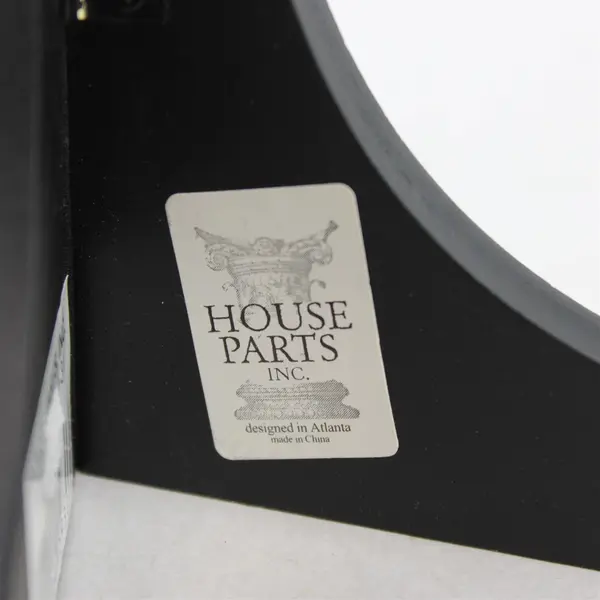 HOUSE
PARTS
INC.
designed in Atlanta
made in China